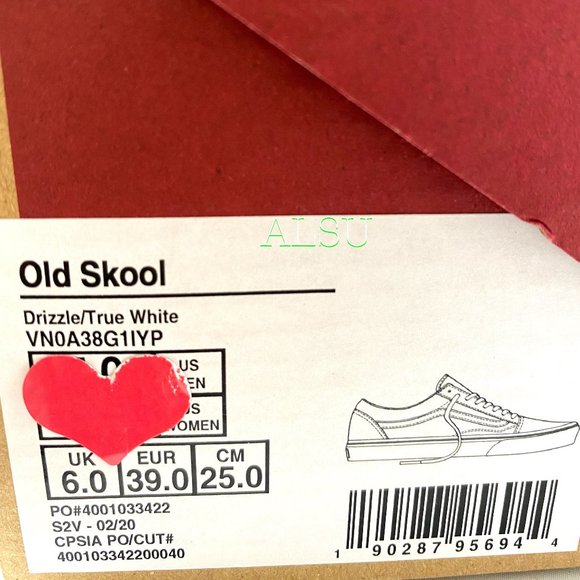 ALSU
Old Skool
Drizzle/True White
VN0A38G1IYP
US
EN
US
WOMEN
UK EUR CM
6.0 39.0 25.0
PO#4001033422
S2V - 02/20
CPSIA PO/CUT#
400103342200040
1 90287 95694 4